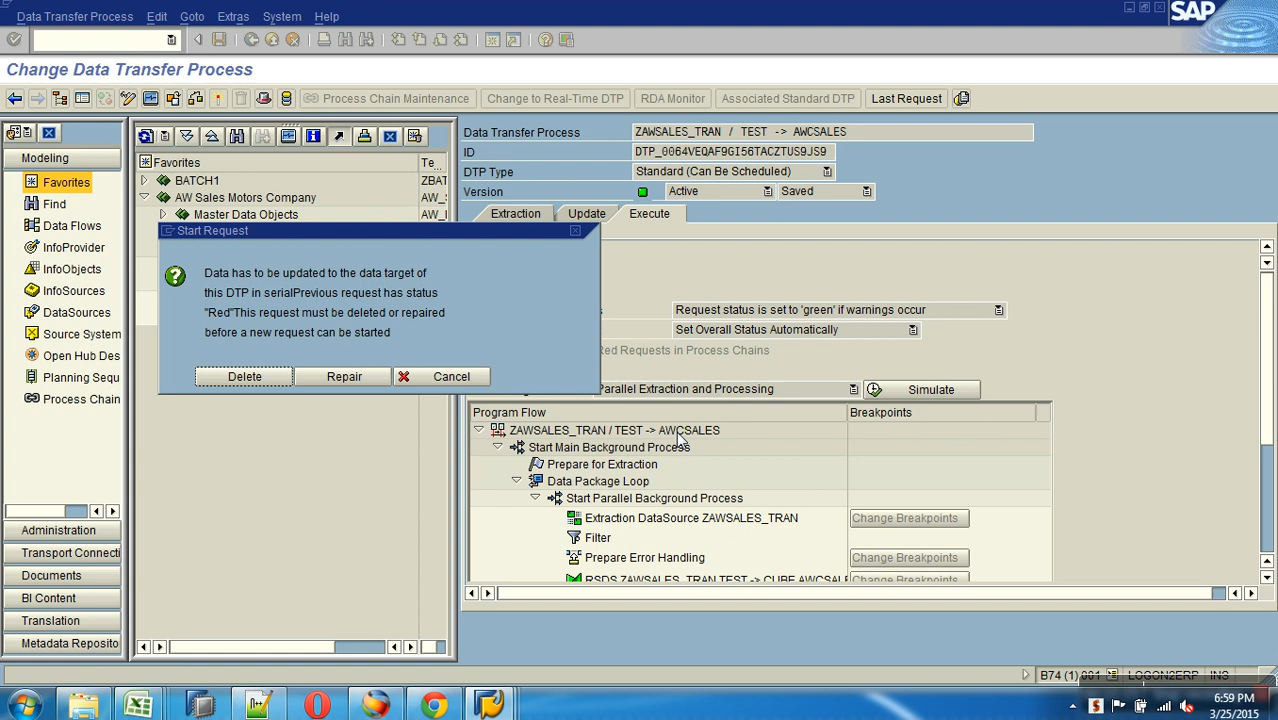 Data Transfer Process Edit Goto Extras System Help
SAP
Change Data Transfer Process
Process Chain Maintenance Change to Real-Time DTP RDA Monitor Associated Standard DTP Last Request
Modeling
Favorites
Find
Data Flows
InfoProvider
InfoObjects
InfoSources
DataSources
Source System
Open Hub Des
Planning Sequ
Process Chain
Administration
Transport Connecti
Documents
BI Content
Translation
Metadata Reposito
Favorites Te...
BATCH1 ZBAT
AW Sales Motors Company AW_
Master Data Objects AW_
Data Transfer Process ZAWSALES_TRAN / TEST -> AWCSALES
ID DTP_0064VEQAF9GI56TACZTUS9JS9
DTP Type Standard (Can Be Scheduled)
Version Active Saved
Extraction Update Execute
Start Request
Data has to be updated to the data target of
this DTP in serialPrevious request has status
"Red"This request must be deleted or repaired
before a new request can be started
Delete Repair Cancel
s Request status is set to 'green' if warnings occur
Set Overall Status Automatically
Red Requests in Process Chains
Parallel Extraction and Processing Simulate
Program Flow Breakpoints
ZAWSALES_TRAN / TEST -> AWCSALES
Start Main Background Process
Prepare for Extraction
Data Package Loop
Start Parallel Background Process
Extraction DataSource ZAWSALES_TRAN Change Breakpoints
Filter
Prepare Error Handling Change Breakpoints
RSDS ZAWSALES_TRAN TEST -> CUBE AWCSALE Change Breakpoints
B74 (1) 001 LOGON2ERP INS
6:59 PM
3/25/2015